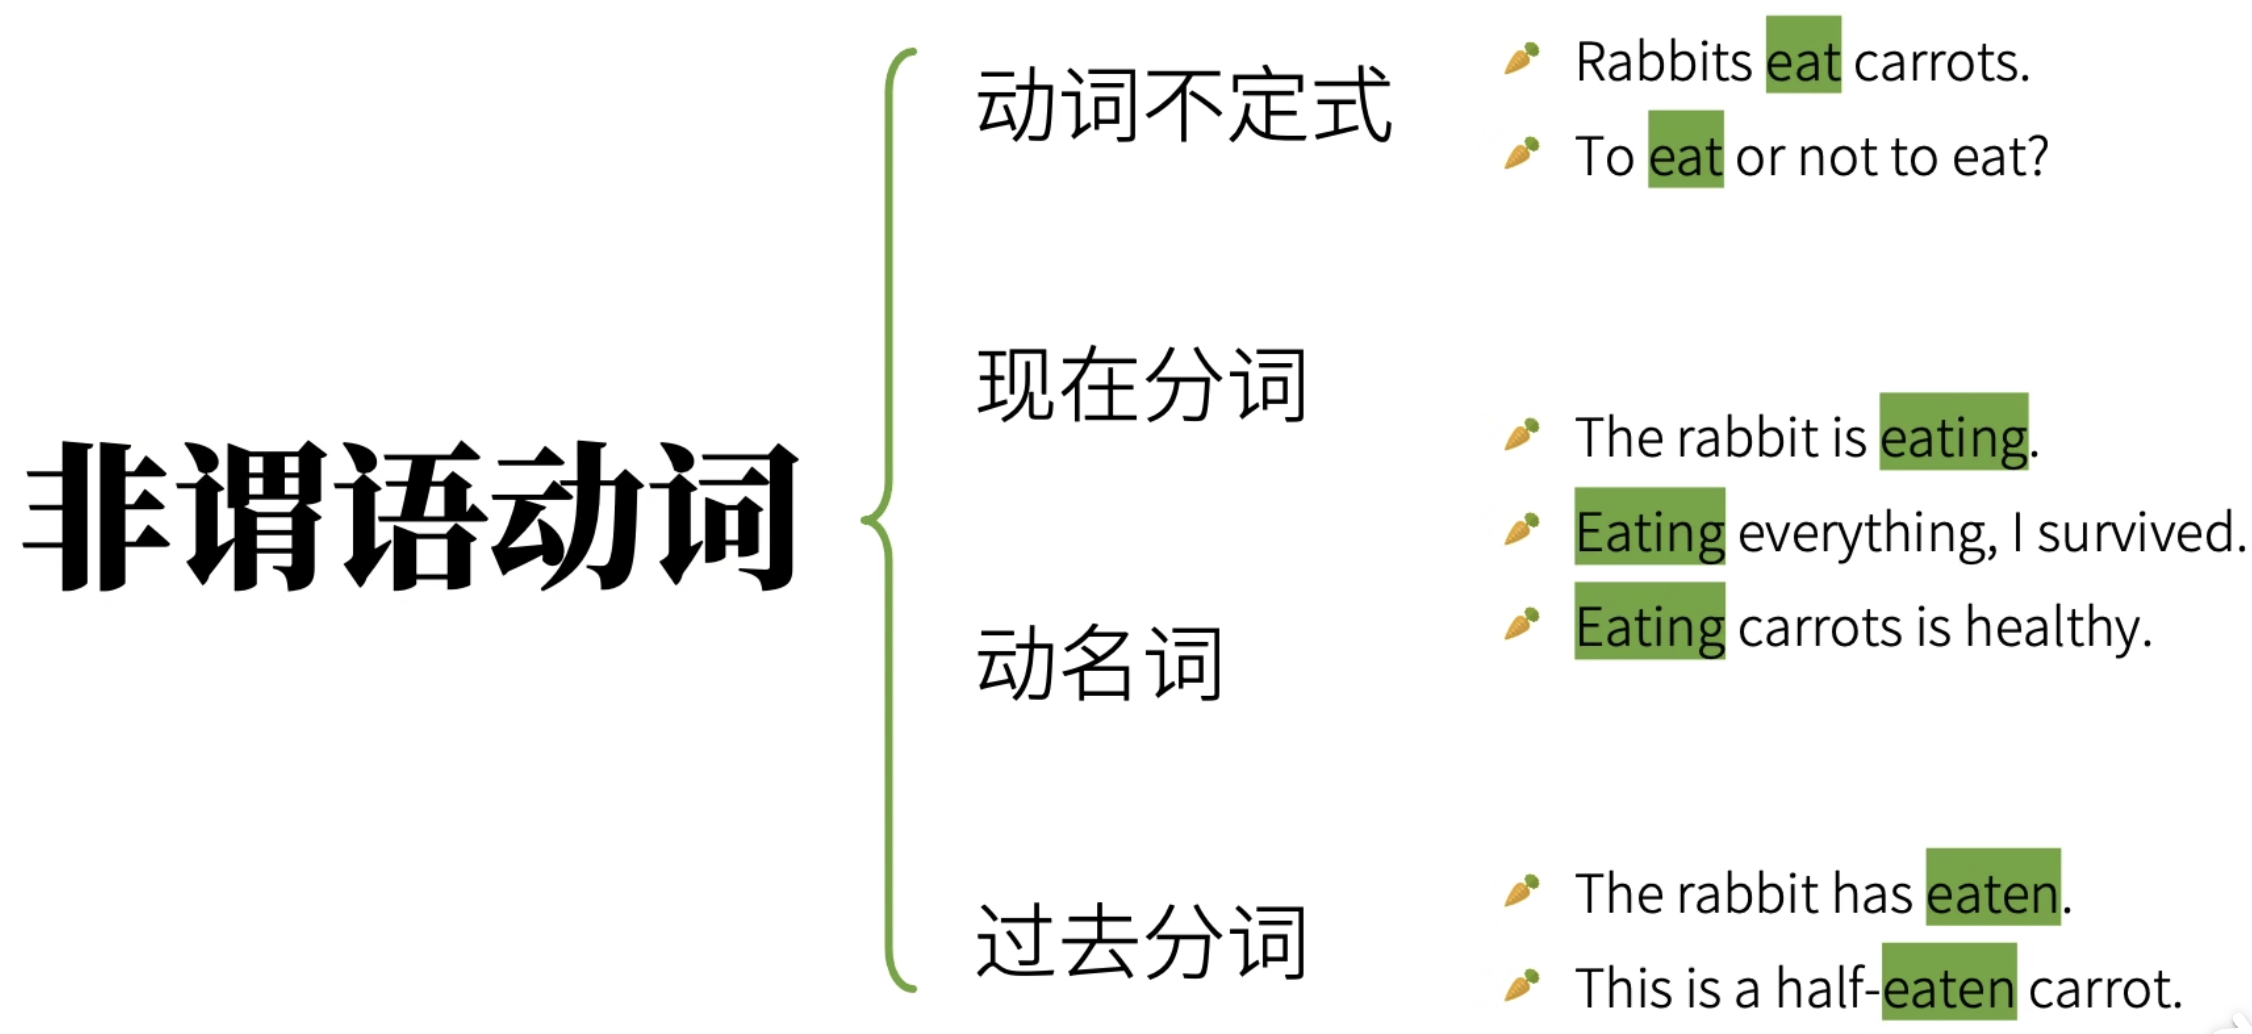 非谓语动词
动词不定式
现在分词
动名词
过去分词
Rabbits eat carrots.
To eat or not to eat?
The rabbit is eating.
Eating everything, I survived.
Eating carrots is healthy.
The rabbit has eaten.
This is a half-eaten carrot.